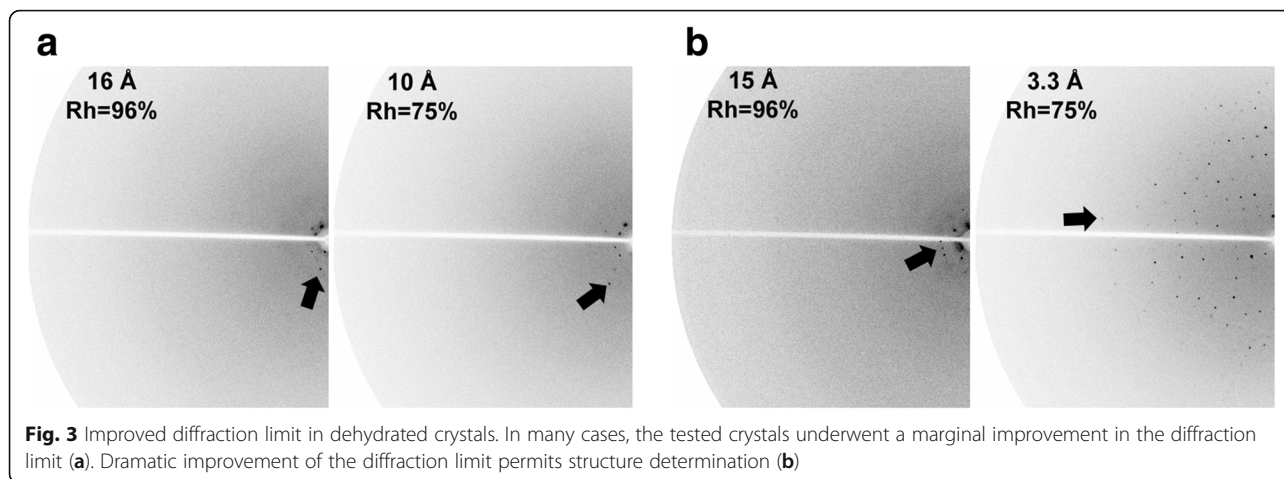 a
b
16 Å
Rh=96%
10 Å
Rh=75%
15 Å
Rh=96%
3.3 Å
Rh=75%
Fig. 3 Improved diffraction limit in dehydrated crystals. In many cases, the tested crystals underwent a marginal improvement in the diffraction
limit (a). Dramatic improvement of the diffraction limit permits structure determination (b)